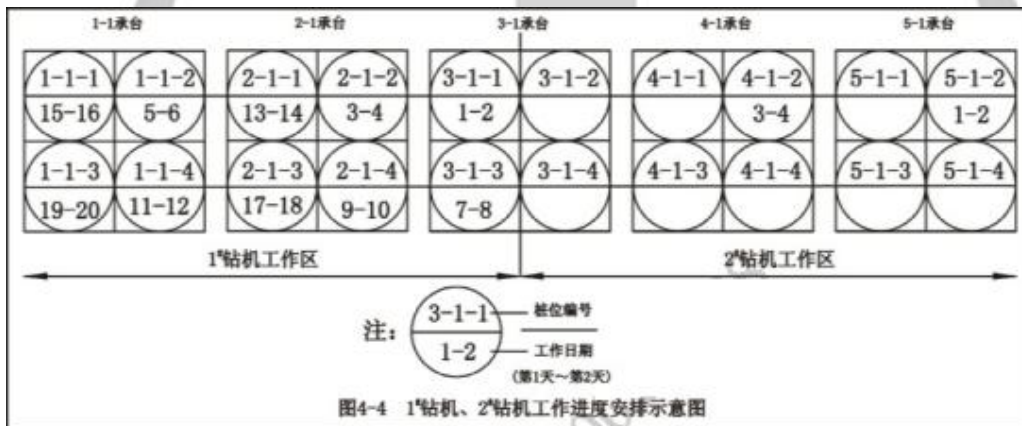 1-1承台 2-1承台 3-1承台 4-1承台 5-1承台
1-1-1 1-1-2 2-1-1 2-1-2 3-1-1 3-1-2 4-1-1 4-1-2 5-1-1 5-1-2
15-16 5-6 13-14 3-4 1-2 3-4 1-2
1-1-3 1-1-4 2-1-3 2-1-4 3-1-3 3-1-4 4-1-3 4-1-4 5-1-3 5-1-4
19-20 11-12 17-18 9-10 7-8
1#钻机工作区 2#钻机工作区
注: 3-1-1 桩位编号
1-2 工作日期
(第1天～第2天)
图4-4 1#钻机、2#钻机工作进度安排示意图